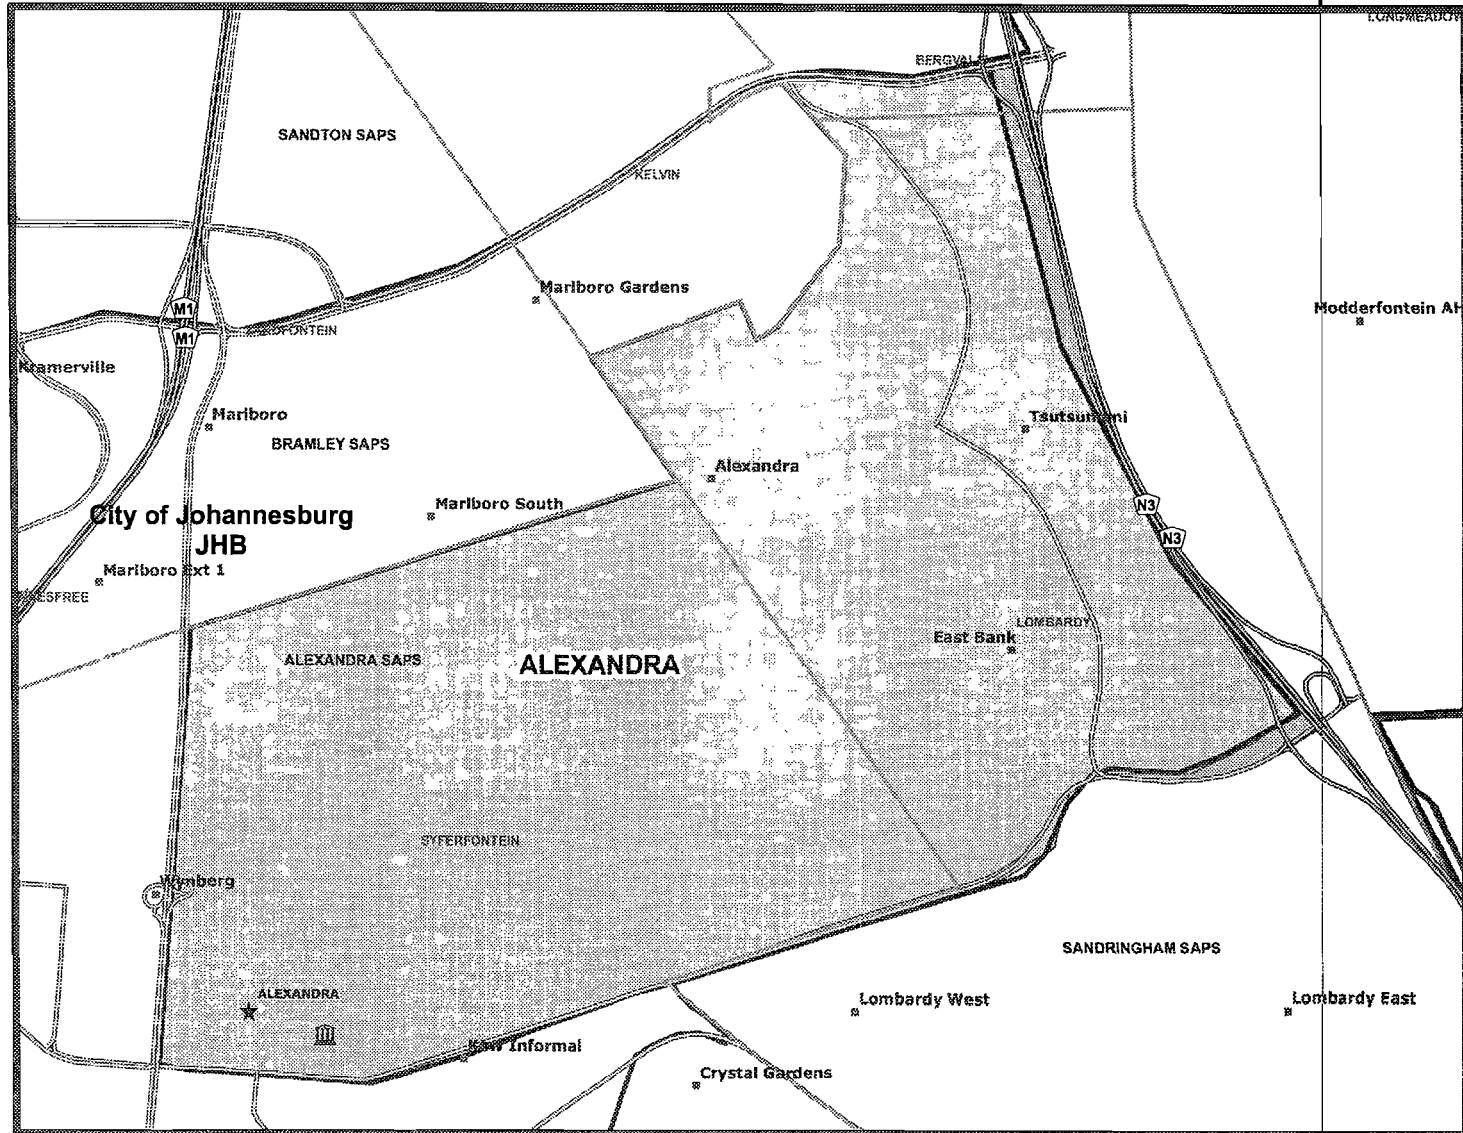 LONGMEADOW
SANDTON SAPS
KELVIN
Marlboro Gardens
M1
M1
Modderfontein AH
Kramerville
Marlboro
BRAMLEY SAPS
Tsutsumani
Alexandra
Marlboro South
City of Johannesburg
JHB
N3
N3
Marlboro Ext 1
LOMBARDY
East Bank
ALEXANDRA SAPS
ALEXANDRA
SYFERFONTEIN
Wynberg
SANDRINGHAM SAPS
ALEXANDRA
Lombardy West
Lombardy East
Informal
Crystal Gardens